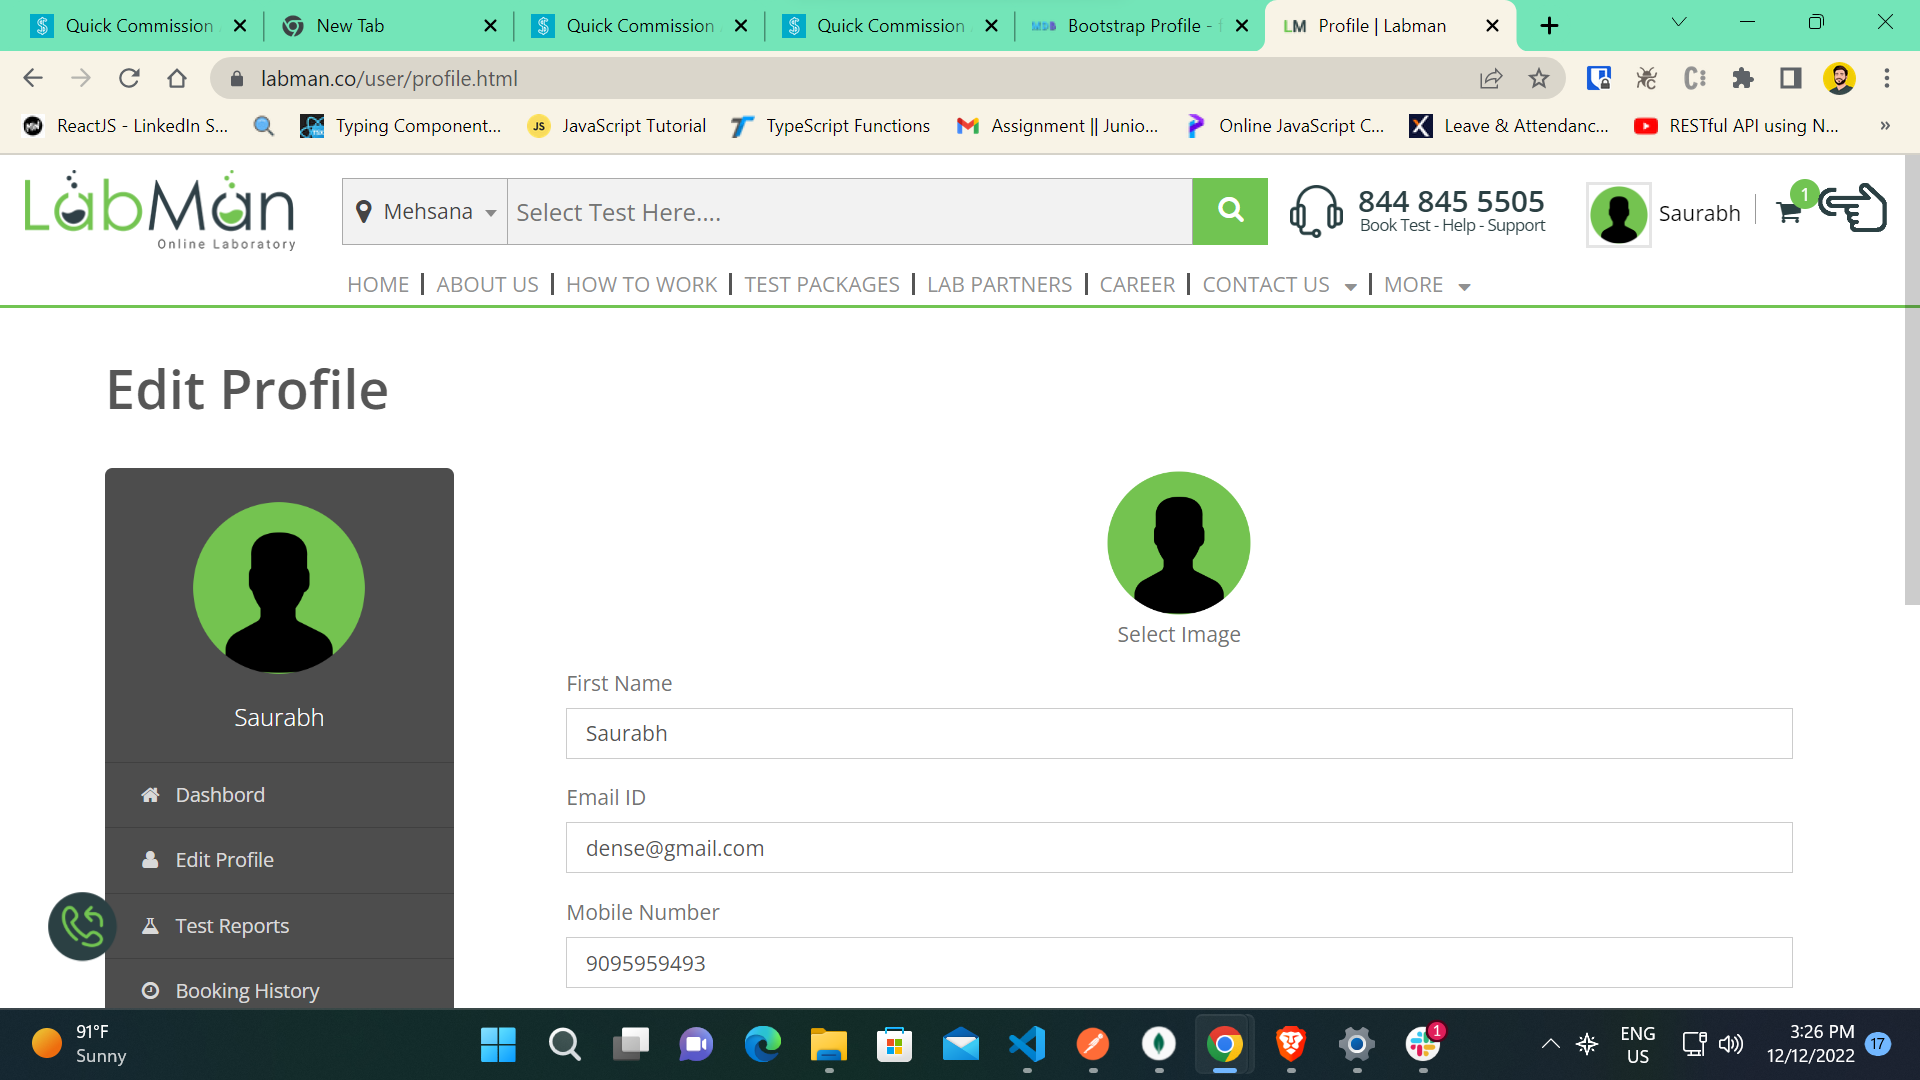 Quick Commission
New Tab
Quick Commission
Quick Commission
Bootstrap Profile - f
LM Profile | Labman
labman.co/user/profile.html
ReactJS - LinkedIn S...
Typing Component...
JS JavaScript Tutorial
TypeScript Functions
Assignment || Junio...
Online JavaScript C...
Leave & Attendanc...
RESTful API using N...
»
LabMan
Online Laboratory
Mehsana
Select Test Here....
844 845 5505
Book Test - Help - Support
Saurabh
1
HOME
ABOUT US
HOW TO WORK
TEST PACKAGES
LAB PARTNERS
CAREER
CONTACT US
MORE
Edit Profile
Saurabh
Dashbord
Edit Profile
Test Reports
Booking History
Select Image
First Name
Saurabh
Email ID
dense@gmail.com
Mobile Number
9095959493
91°F
Sunny
1
ENG
US
3:26 PM
12/12/2022
17